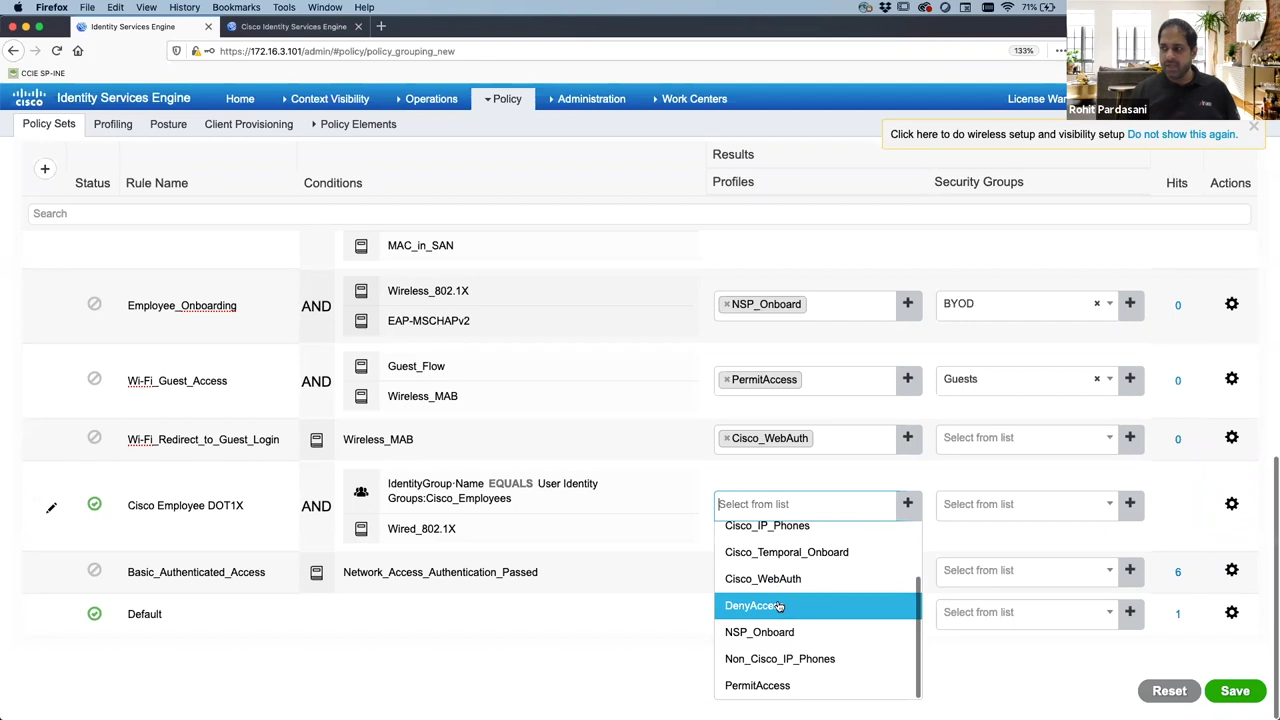 Firefox
File
Edit
View
History
Bookmarks
Tools
Window
Help
71%
Identity Services Engine
Cisco Identity Services Engine
https://172.16.3.101/admin/#policy/policy_grouping_new
133%
CCIE SP-INE
CISCO
Identity Services Engine
Home
Context Visibility
Operations
Policy
Administration
Work Centers
License War
Rohit Pardasani
Policy Sets
Profiling
Posture
Client Provisioning
Policy Elements
Click here to do wireless setup and visibility setup Do not show this again.
Results
Status
Rule Name
Conditions
Profiles
Security Groups
Hits
Actions
Search
MAC_in_SAN
Employee_Onboarding
AND
Wireless_802.1X
EAP-MSCHAPv2
NSP_Onboard
BYOD
0
Wi-Fi_Guest_Access
AND
Guest_Flow
Wireless_MAB
PermitAccess
Guests
0
Wi-Fi_Redirect_to_Guest_Login
Wireless_MAB
Cisco_WebAuth
Select from list
0
Cisco Employee DOT1X
AND
IdentityGroup·Name EQUALS User Identity
Groups:Cisco_Employees
Wired_802.1X
Select from list
Select from list
Cisco_IP_Phones
Cisco_Temporal_Onboard
Cisco_WebAuth
DenyAccess
NSP_Onboard
Non_Cisco_IP_Phones
PermitAccess
Basic_Authenticated_Access
Network_Access_Authentication_Passed
Select from list
6
Default
Select from list
1
Reset
Save